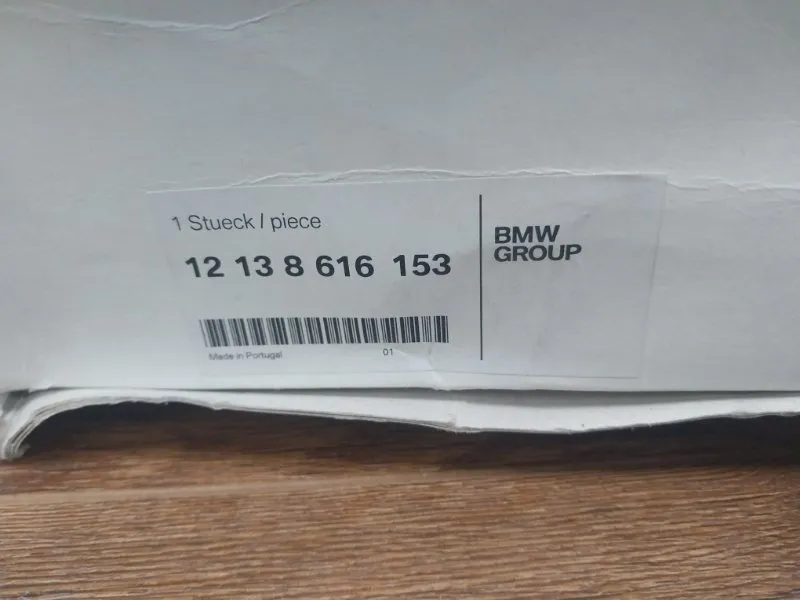 1 Stueck / piece
12 13 8 616 153
Made in Portugal
01
BMW
GROUP